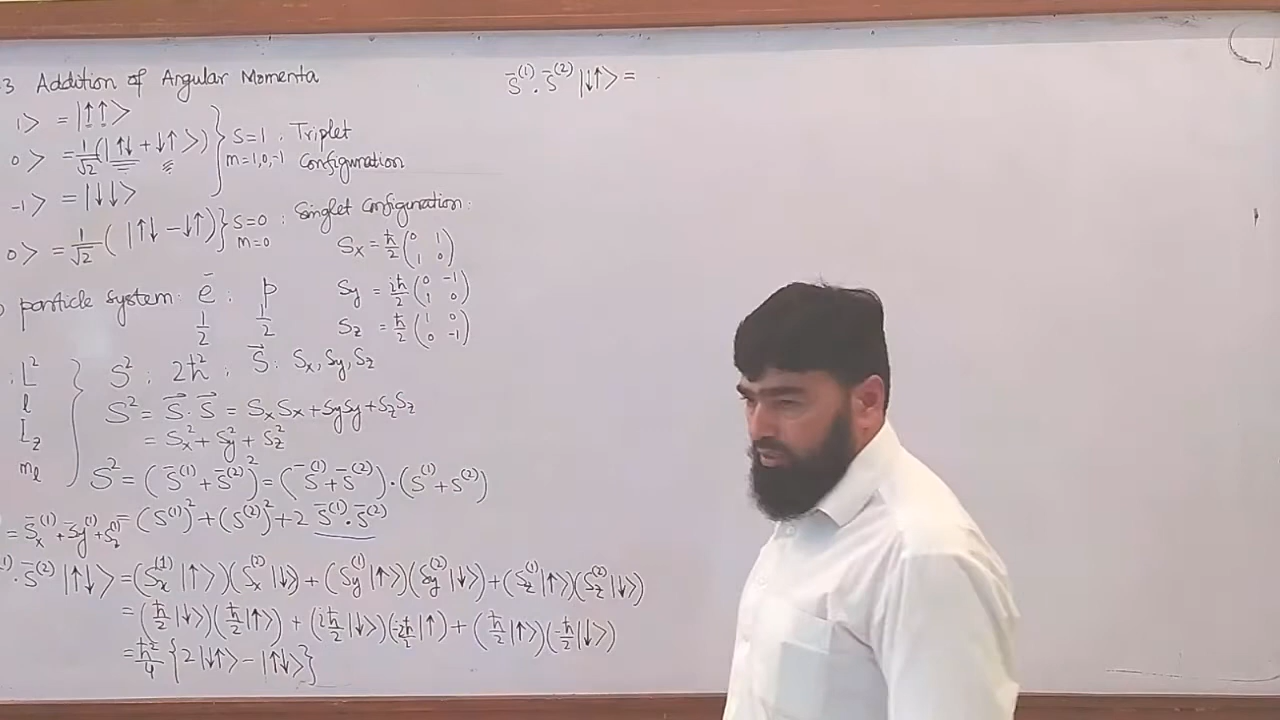 3 Addition of Angular Momenta
1> = |↑↑>
0> = 1/√2 (|↑↓ + ↓↑>) } S=1 : Triplet
m=1,0,-1 Configuration
-1> = |↓↓>
0> = 1/√2 ( |↑↓ - ↓↑) } S=0 : Singlet Configuration:
m=0
Sx = ħ/2 (0 1 / 1 0)
particle system: e⁻ : p
1/2 1/2
Sy = iħ/2 (0 -1 / 1 0)
Sz = ħ/2 (1 0 / 0 -1)
: L²
l
Lz
mℓ
S² : 2ħ² : S⃗ : Sx, Sy, Sz
S² = S⃗ · S⃗ = SxSx + SySy + SzSz
= Sx² + Sy² + Sz²
S² = (S̄⁽¹⁾ + S̄⁽²⁾)² = (S̄⁽¹⁾ + S̄⁽²⁾) · (S⁽¹⁾ + S⁽²⁾)
= (S⁽¹⁾)² + (S⁽²⁾)² + 2 S̄⁽¹⁾ · S̄⁽²⁾
= S̄x⁽¹⁾ + S̄y⁽¹⁾ + Sz⁽¹⁾
⁽¹⁾ · S̄⁽²⁾ |↑↓> = (Sx⁽¹⁾ |↑>)(Sx⁽²⁾ |↓>) + (Sy⁽¹⁾ |↑>)(Sy⁽²⁾ |↓>) + (Sz⁽¹⁾ |↑>)(Sz⁽²⁾ |↓>)
= (ħ/2 |↓>)(ħ/2 |↑>) + (iħ/2 |↓>)(-iħ/2 |↑) + (ħ/2 |↑>)(-ħ/2 |↓>)
= ħ²/4 {2|↓↑> - |↑↓>}
S̄⁽¹⁾ · S̄⁽²⁾ |↓↑> =